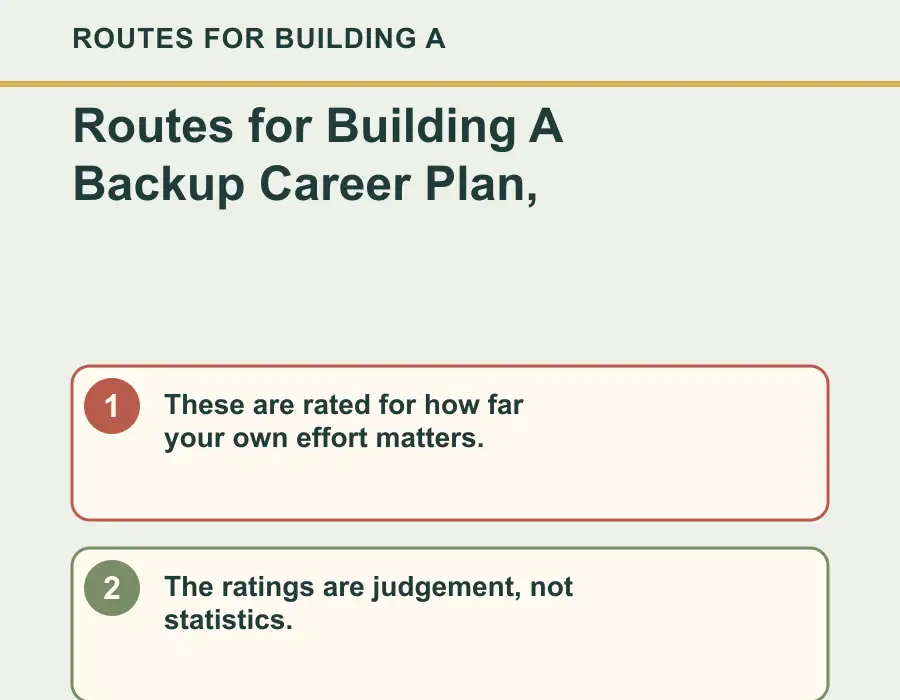 ROUTES FOR BUILDING A
Routes for Building A
Backup Career Plan,
1
These are rated for how far
your own effort matters.
2
The ratings are judgement, not
statistics.